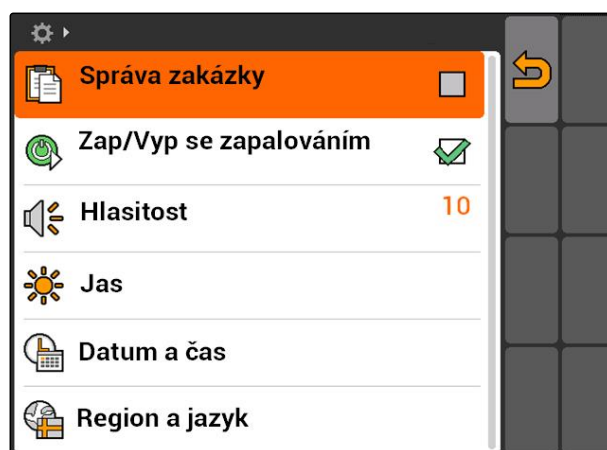 Správa zakázky
Zap/Vyp se zapalováním
Hlasitost 10
Jas
Datum a čas
Region a jazyk